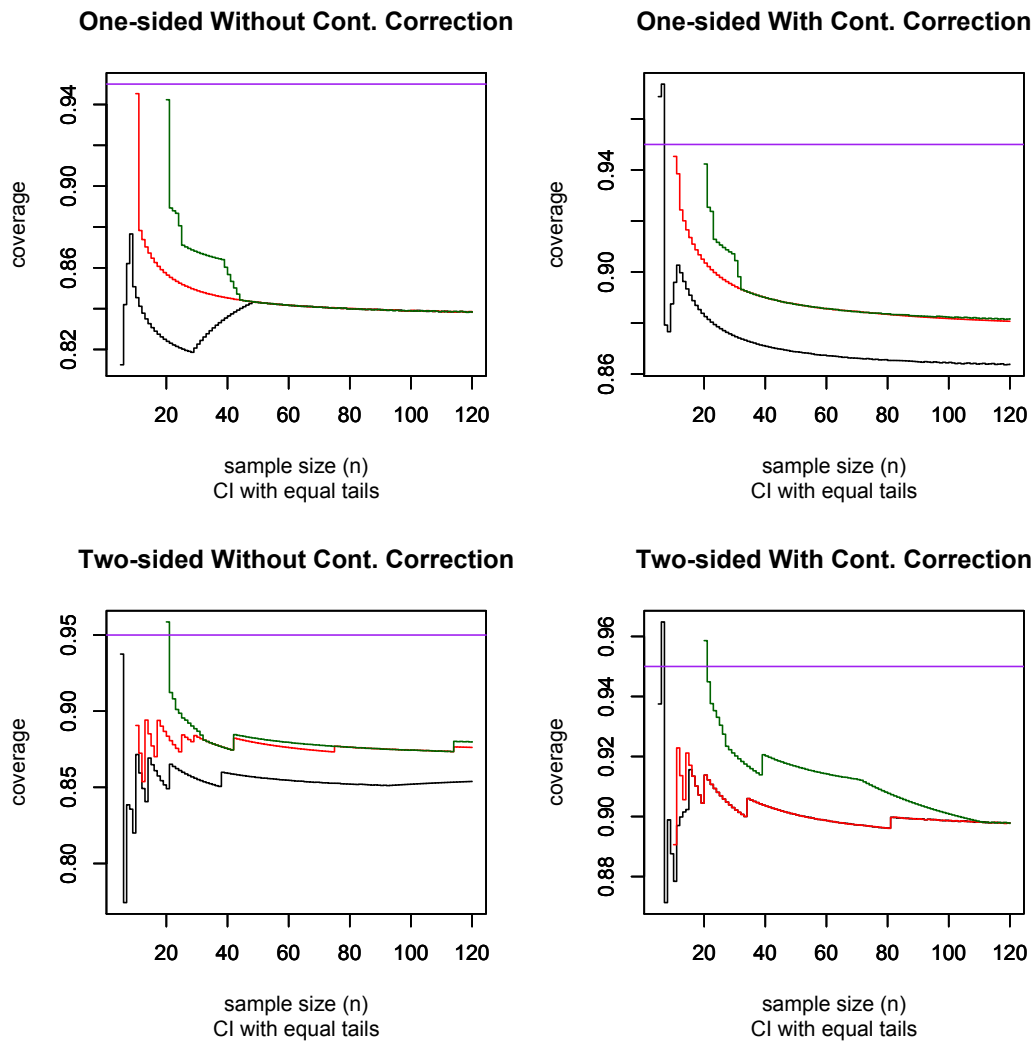 One-sided Without Cont. Correction
0.94
0.90
0.86
0.82
coverage
20 40 60 80 100 120
sample size (n)
CI with equal tails
One-sided With Cont. Correction
0.94
0.90
0.86
coverage
20 40 60 80 100 120
sample size (n)
CI with equal tails
Two-sided Without Cont. Correction
0.95
0.90
0.85
0.80
coverage
20 40 60 80 100 120
sample size (n)
CI with equal tails
Two-sided With Cont. Correction
0.96
0.94
0.92
0.90
0.88
coverage
20 40 60 80 100 120
sample size (n)
CI with equal tails